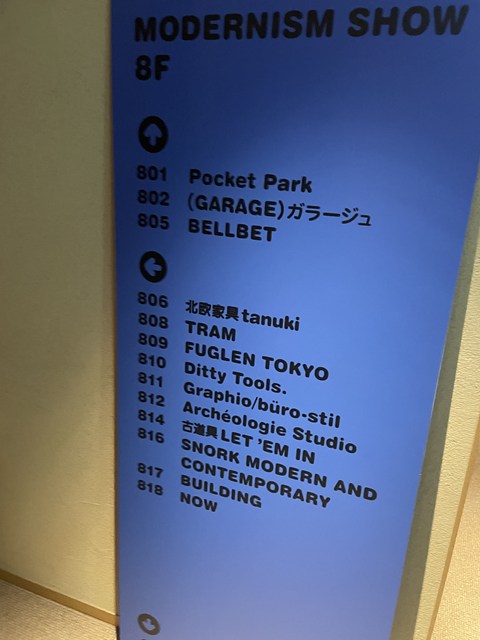 MODERNISM SHOW
8F
801 Pocket Park
802 (GARAGE)ガラージュ
805 BELLBET
806 北欧家具tanuki
808 TRAM
809 FUGLEN TOKYO
810 Ditty Tools.
811 Graphio/büro-stil
812 Archéologie Studio
814 古道具LET 'EM IN
816 SNORK MODERN AND
CONTEMPORARY
817 BUILDING
818 NOW